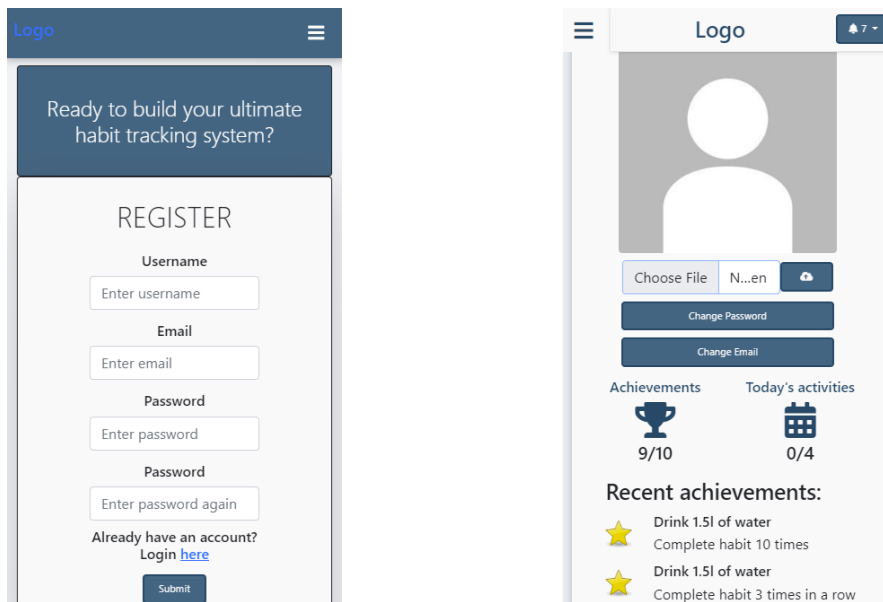 Logo
Ready to build your ultimate
habit tracking system?
REGISTER
Username
Enter username
Email
Enter email
Password
Enter password
Password
Enter password again
Already have an account?
Login here
Submit
Logo
7
Choose File N...en
Change Password
Change Email
Achievements Today's activities
9/10 0/4
Recent achievements:
Drink 1.5l of water
Complete habit 10 times
Drink 1.5l of water
Complete habit 3 times in a row